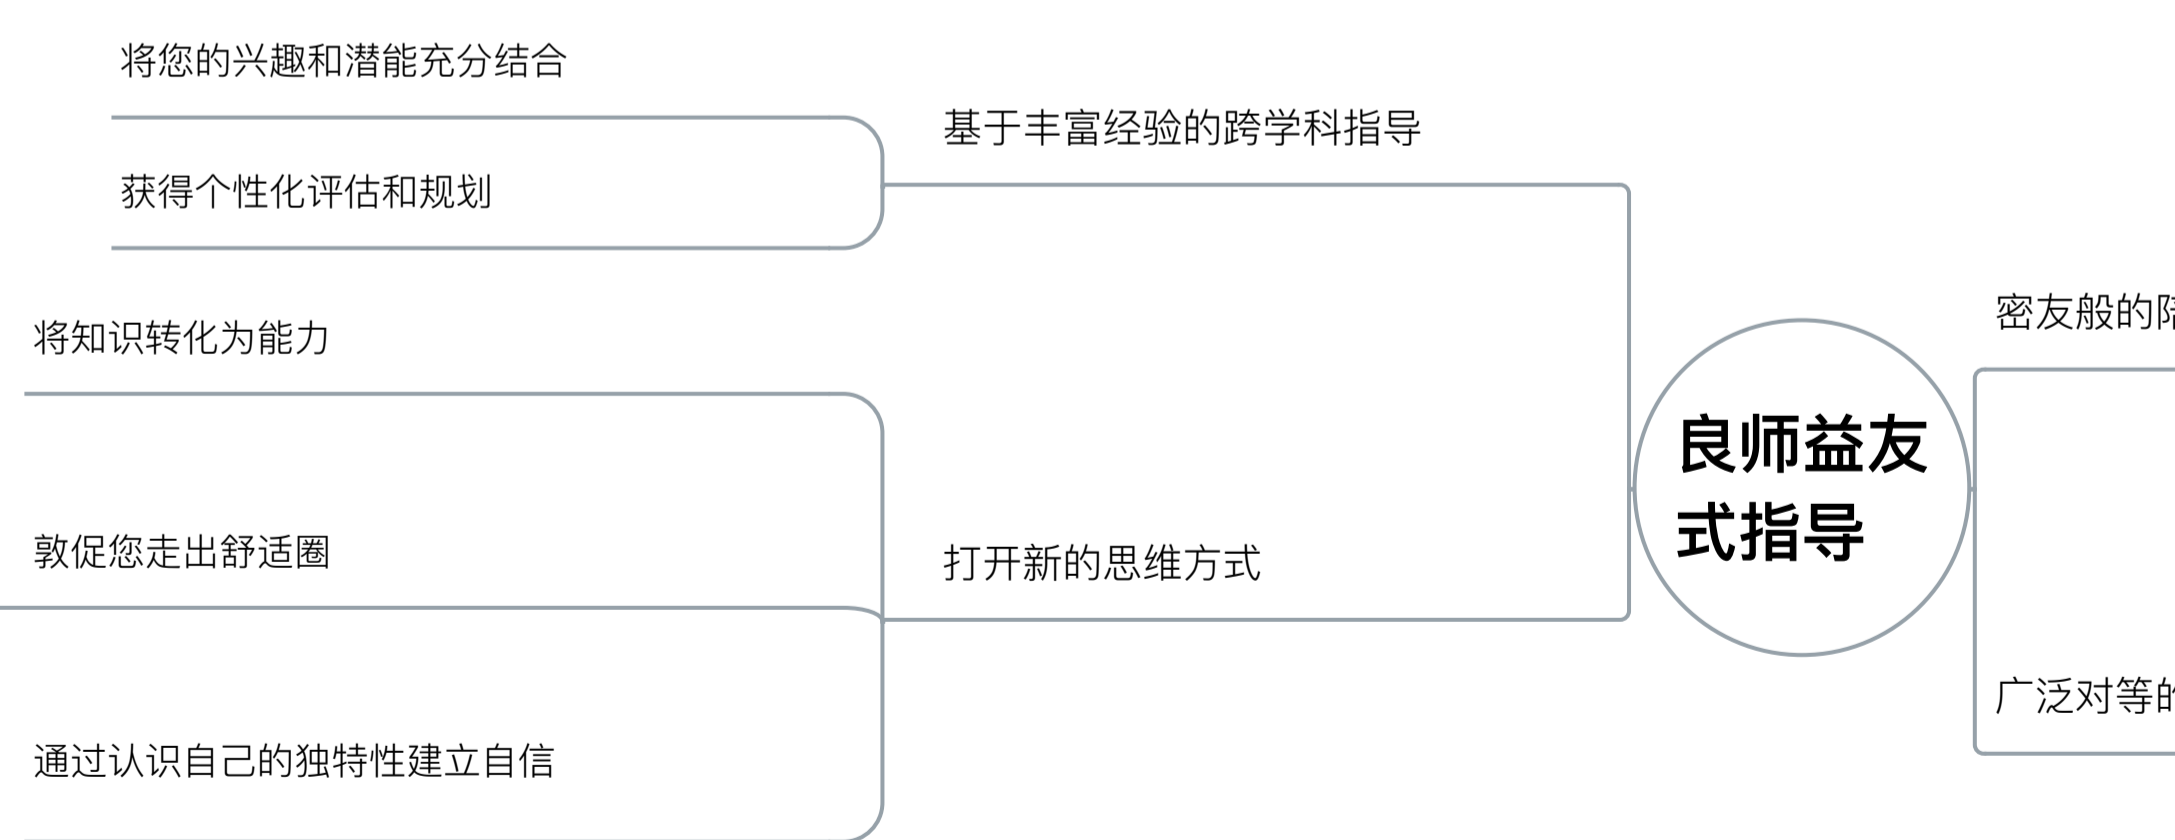 将您的兴趣和潜能充分结合
基于丰富经验的跨学科指导
获得个性化评估和规划
将知识转化为能力
敦促您走出舒适圈
打开新的思维方式
通过认识自己的独特性建立自信
良师益友
式指导
密友般的陪
广泛对等的